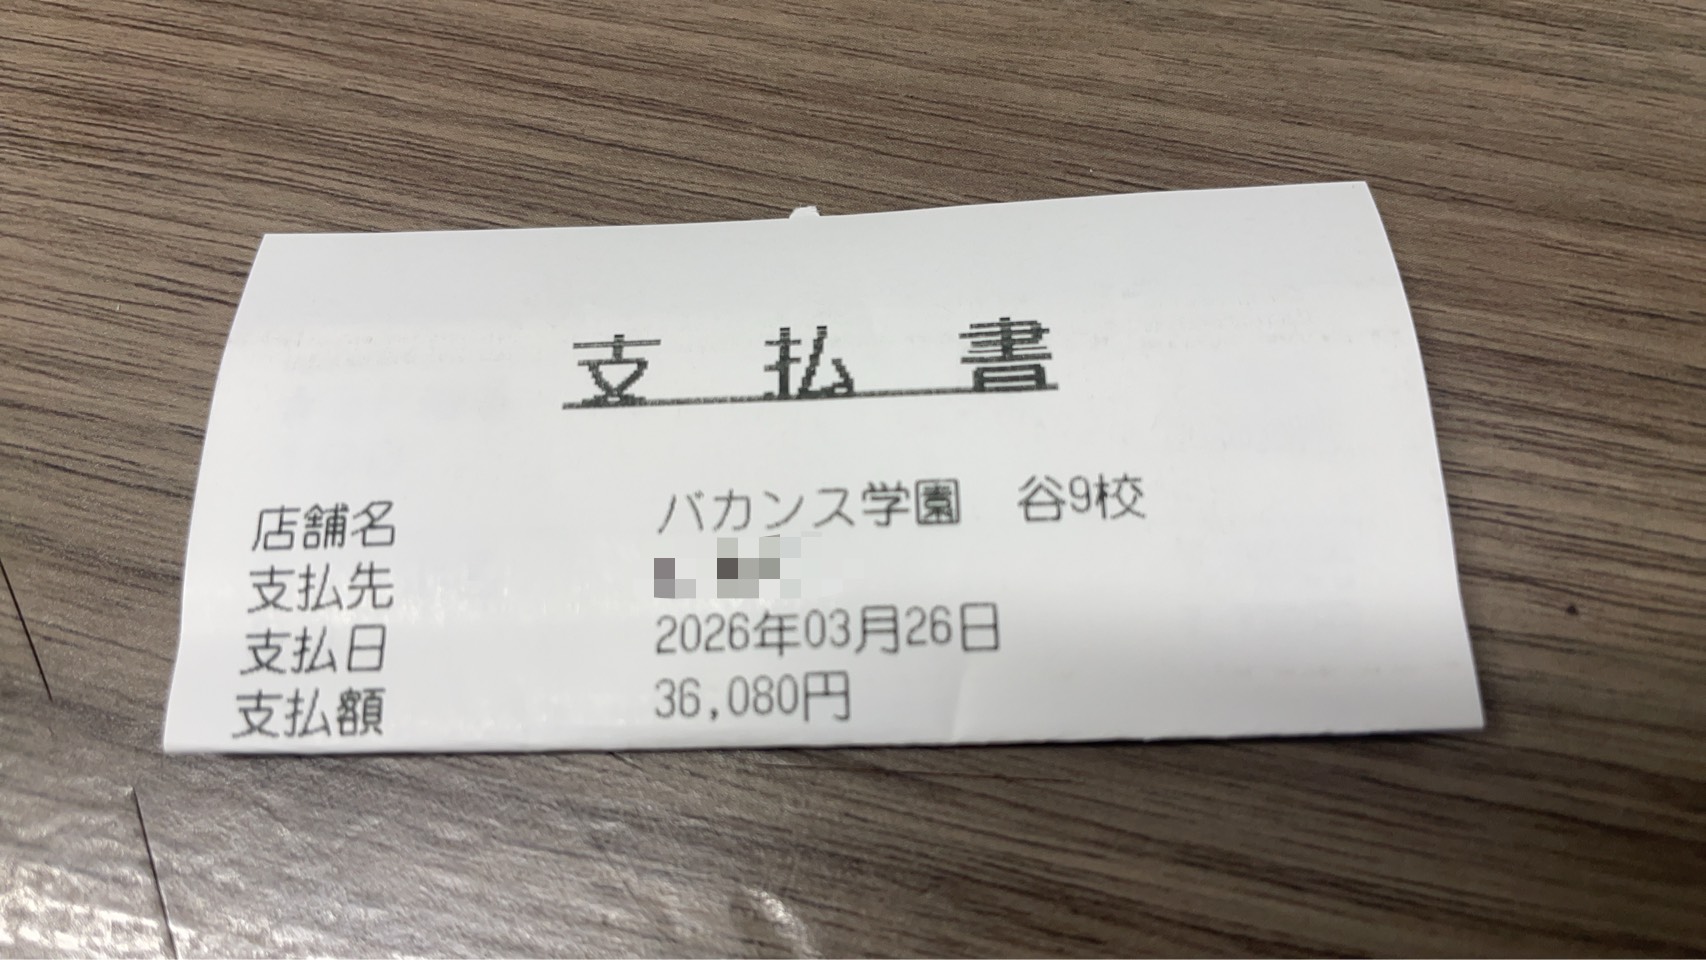 支払書
店舗名 バカンス学園 谷9校
支払先
支払日 2026年03月26日
支払額 36,080円